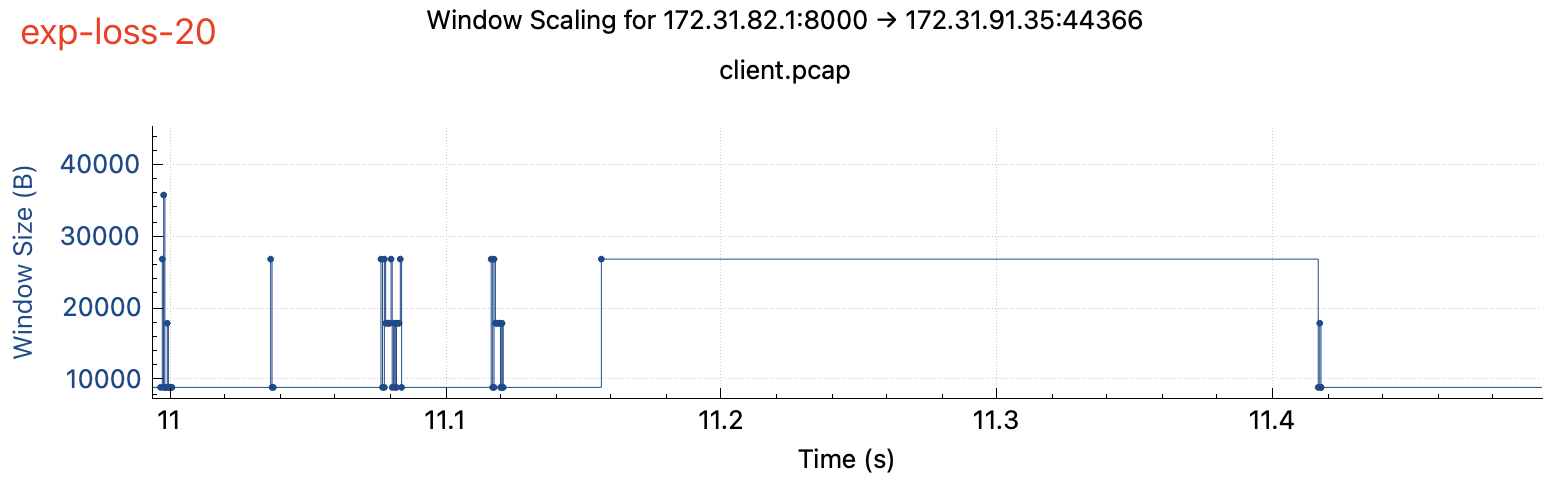 exp-loss-20
Window Scaling for 172.31.82.1:8000 → 172.31.91.35:44366
client.pcap
Window Size (B)
40000
30000
20000
10000
11 11.1 11.2 11.3 11.4
Time (s)